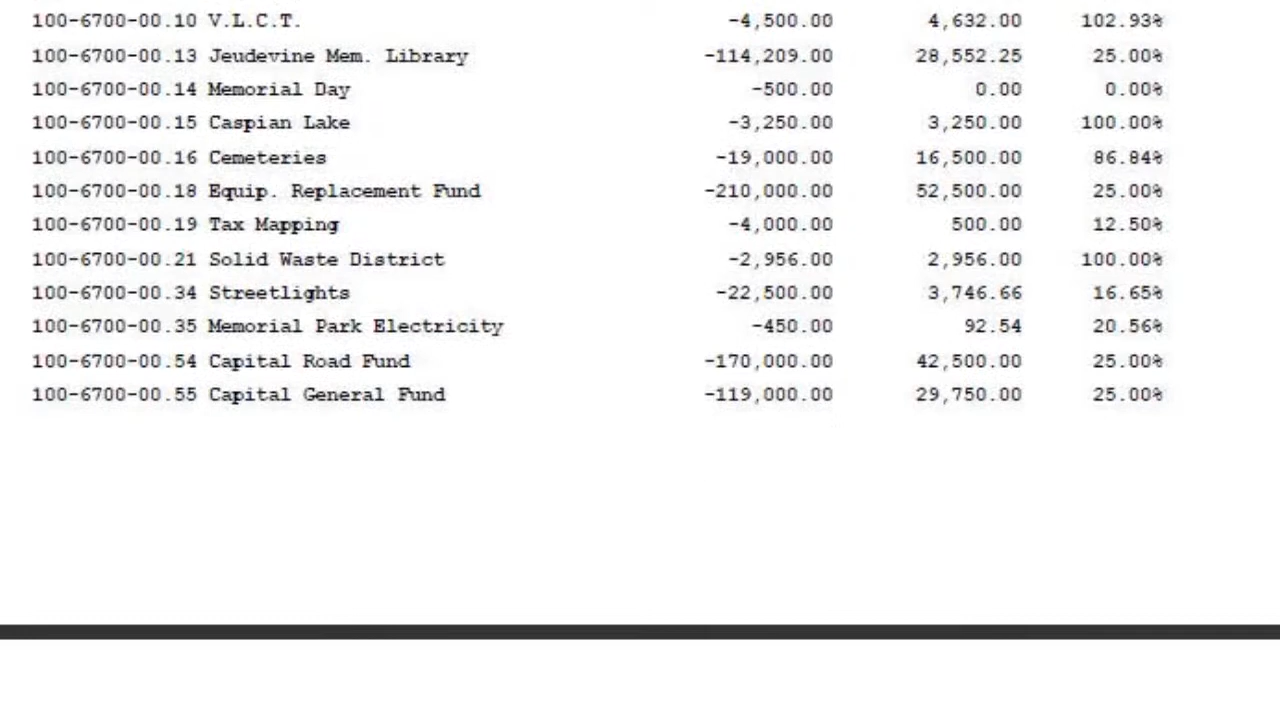 100-6700-00.10 V.L.C.T. -4,500.00 4,632.00 102.93%
100-6700-00.13 Jeudevine Mem. Library -114,209.00 28,552.25 25.00%
100-6700-00.14 Memorial Day -500.00 0.00 0.00%
100-6700-00.15 Caspian Lake -3,250.00 3,250.00 100.00%
100-6700-00.16 Cemeteries -19,000.00 16,500.00 86.84%
100-6700-00.18 Equip. Replacement Fund -210,000.00 52,500.00 25.00%
100-6700-00.19 Tax Mapping -4,000.00 500.00 12.50%
100-6700-00.21 Solid Waste District -2,956.00 2,956.00 100.00%
100-6700-00.34 Streetlights -22,500.00 3,746.66 16.65%
100-6700-00.35 Memorial Park Electricity -450.00 92.54 20.56%
100-6700-00.54 Capital Road Fund -170,000.00 42,500.00 25.00%
100-6700-00.55 Capital General Fund -119,000.00 29,750.00 25.00%